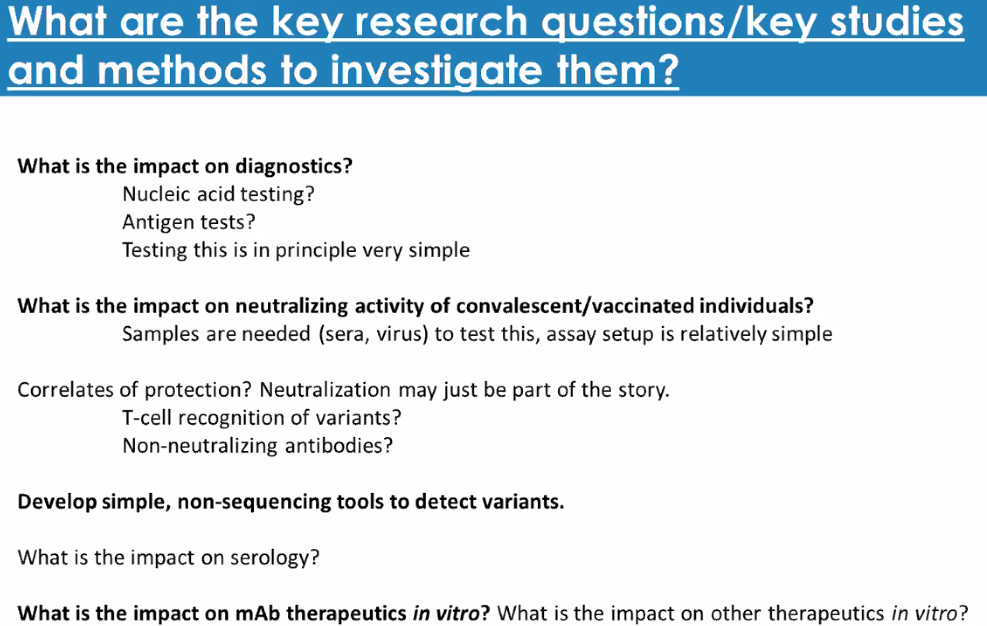 What are the key research questions/key studies
and methods to investigate them?
What is the impact on diagnostics?
Nucleic acid testing?
Antigen tests?
Testing this is in principle very simple
What is the impact on neutralizing activity of convalescent/vaccinated individuals?
Samples are needed (sera, virus) to test this, assay setup is relatively simple
Correlates of protection? Neutralization may just be part of the story.
T-cell recognition of variants?
Non-neutralizing antibodies?
Develop simple, non-sequencing tools to detect variants.
What is the impact on serology?
What is the impact on mAb therapeutics in vitro? What is the impact on other therapeutics in vitro?